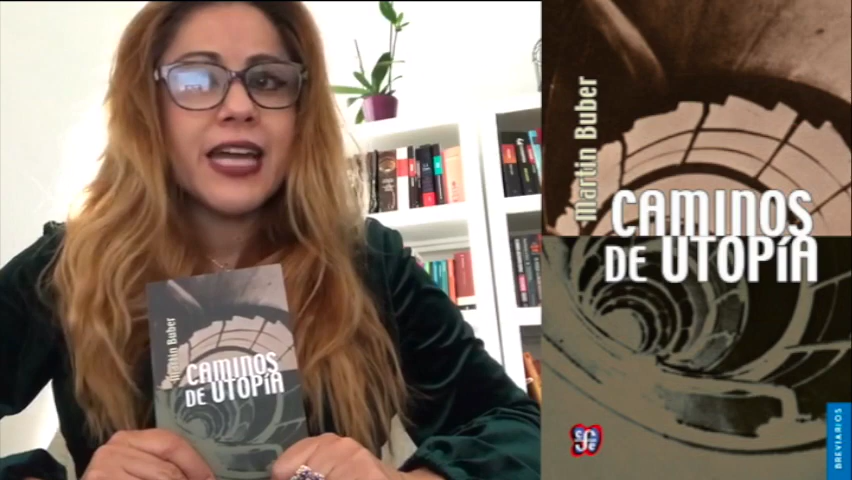 Martin Buber
CAMINOS
DE UTOPÍA
Martin Buber
CAMINOS
DE UTOPÍA
BREVIARIOS